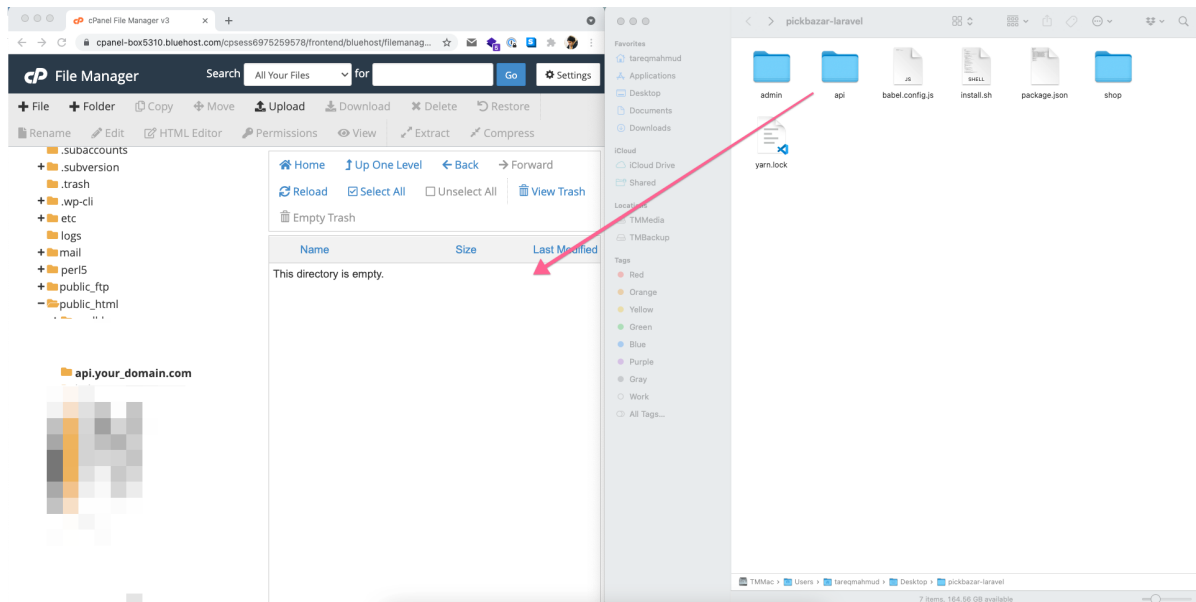 cPanel File Manager v3
cpanel-box5310.bluehost.com/cpsess6975259578/frontend/bluehost/filemanag...
cP File Manager
Search All Your Files for Go Settings
+ File + Folder Copy Move Upload Download Delete Restore
Rename Edit HTML Editor Permissions View Extract Compress
.subaccounts
.subversion
.trash
.wp-cli
etc
logs
mail
perl5
public_ftp
public_html
api.your_domain.com
Home Up One Level Back Forward
Reload Select All Unselect All View Trash
Empty Trash
Name Size Last Modified
This directory is empty.
pickbazar-laravel
Favorites
tareqmahmud
Applications
Desktop
Documents
Downloads
iCloud
iCloud Drive
Shared
Locations
TMMedia
TMBackup
Tags
Red
Orange
Yellow
Green
Blue
Purple
Gray
Work
All Tags...
JS
SHELL
admin api babel.config.js install.sh package.json shop
yarn.lock
TMMac › Users › tareqmahmud › Desktop › pickbazar-laravel
7 items, 164.56 GB available